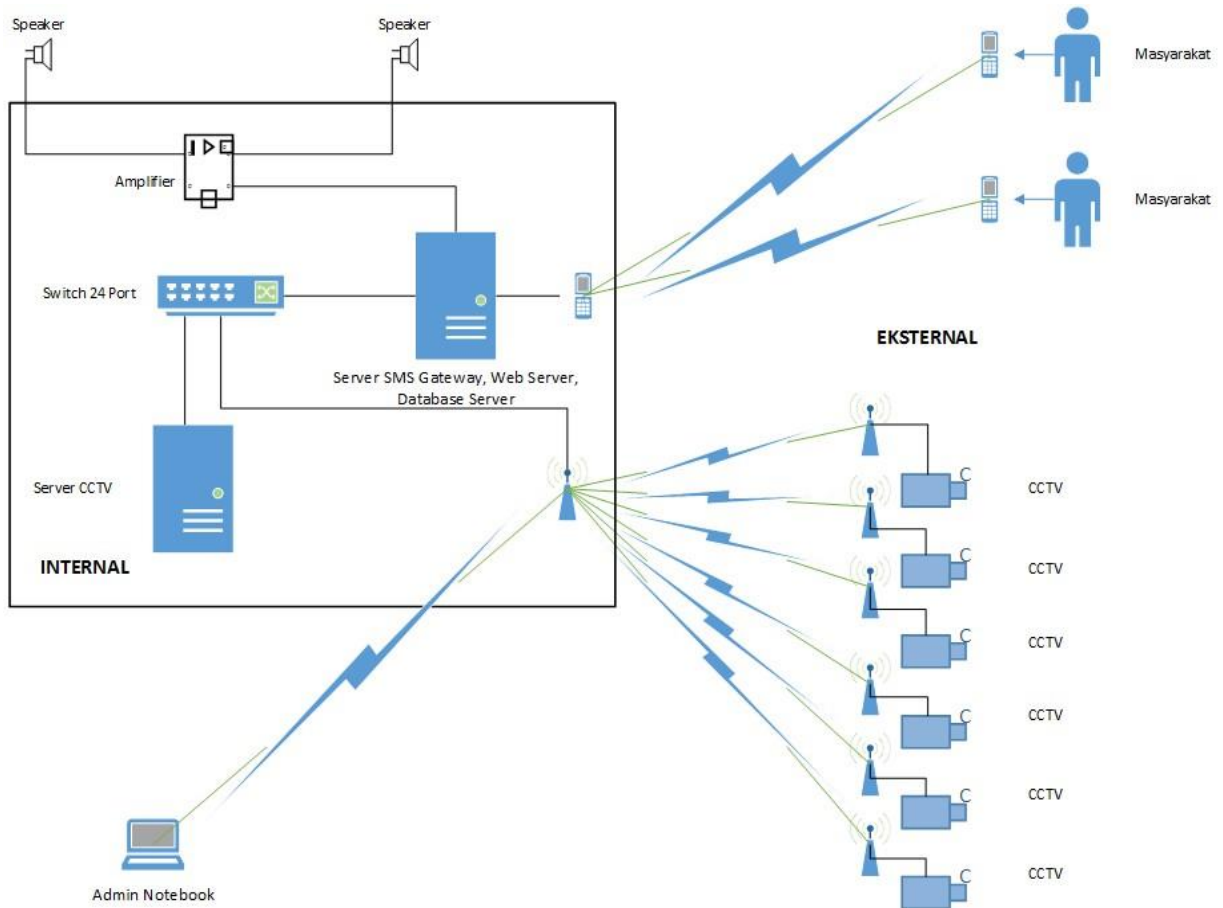 Speaker
Speaker
Masyarakat
Amplifier
Masyarakat
Switch 24 Port
EKSTERNAL
Server SMS Gateway, Web Server,
Database Server
C
CCTV
Server CCTV
C
CCTV
INTERNAL
C
CCTV
C
CCTV
C
CCTV
C
CCTV
Admin Notebook